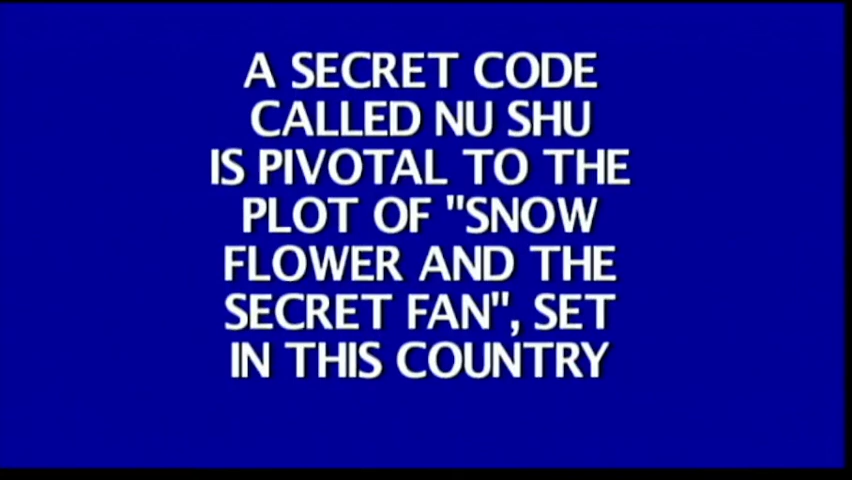 A SECRET CODE
CALLED NU SHU
IS PIVOTAL TO THE
PLOT OF "SNOW
FLOWER AND THE
SECRET FAN", SET
IN THIS COUNTRY